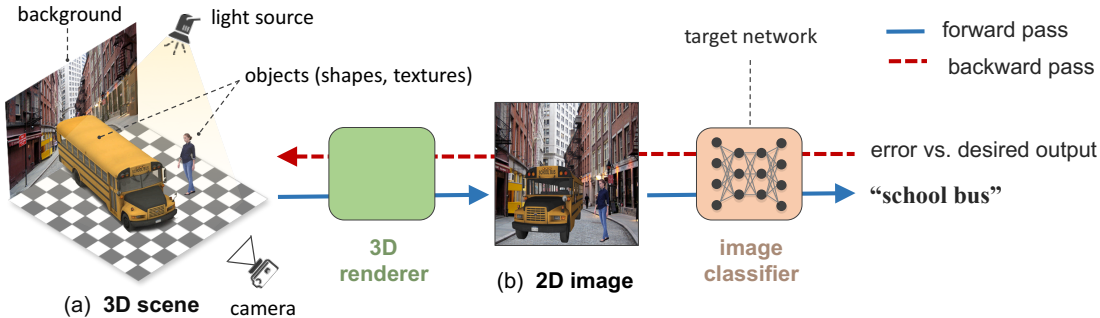 background
light source
objects (shapes, textures)
target network
forward pass
backward pass
error vs. desired output
“school bus”
3D
renderer
image
classifier
(a) 3D scene
camera
(b) 2D image